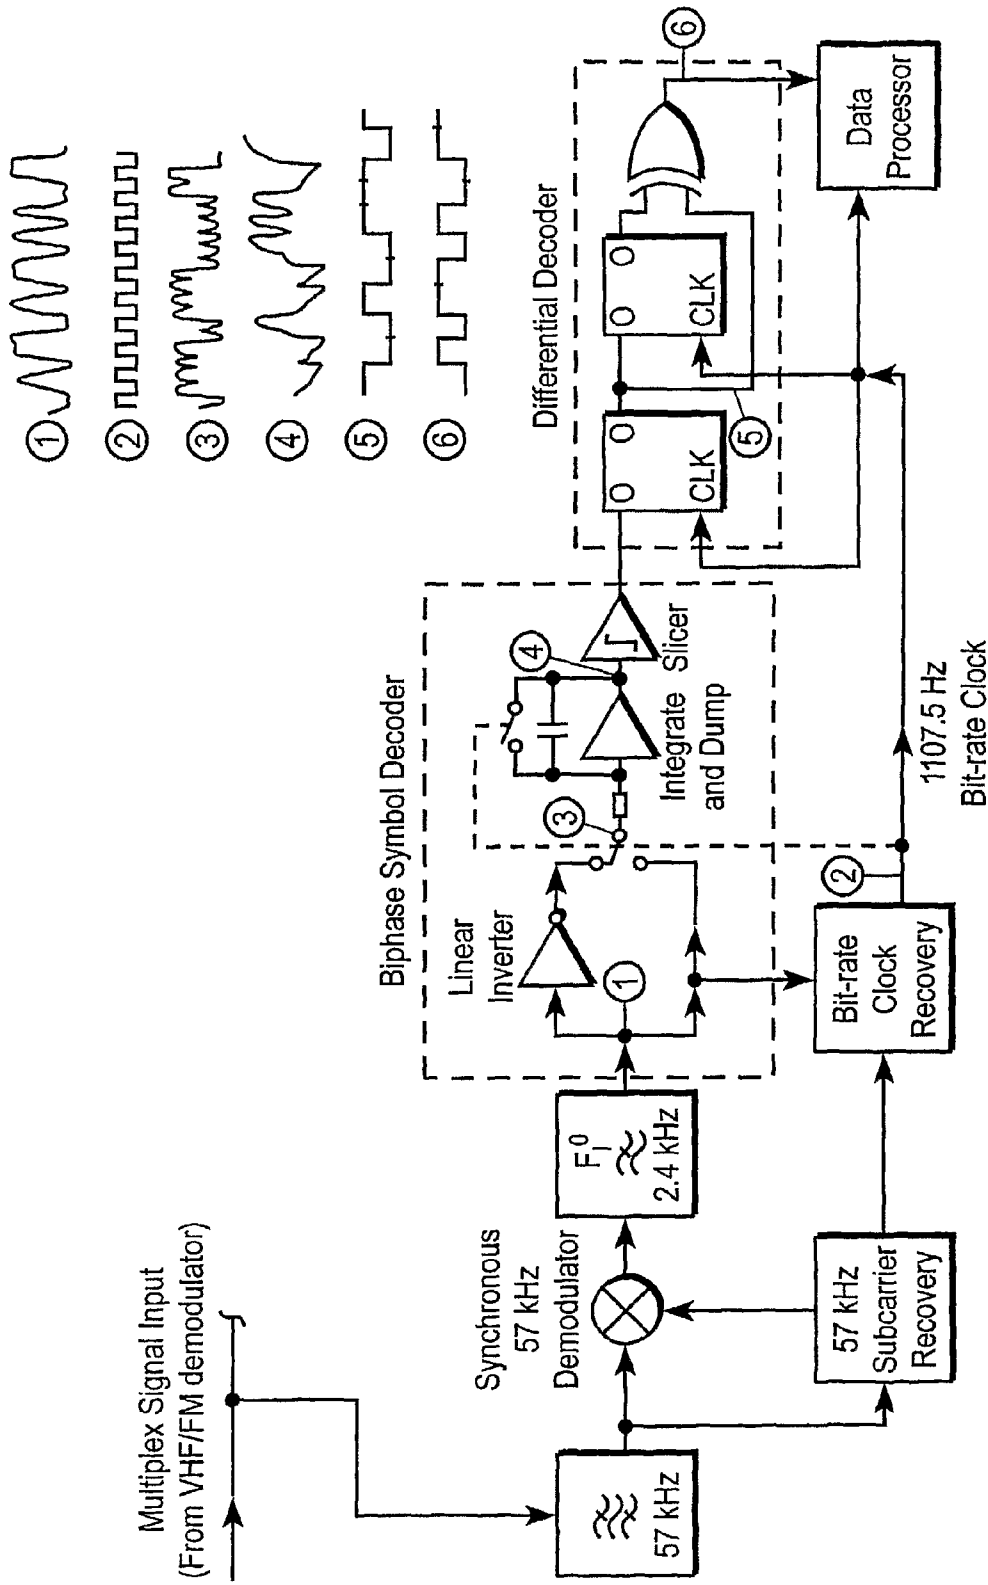 Multiplex Signal Input
(From VHF/FM demodulator)
57 kHz
Synchronous
57 kHz
Demodulator
57 kHz
Subcarrier
Recovery
F
0
I
2.4 kHz
Biphase Symbol Decoder
Linear
Inverter
1
3
4
Integrate
and Dump
Slicer
Bit-rate
Clock
Recovery
2
1107.5 Hz
Bit-rate Clock
Differential Decoder
O O
CLK
O O
CLK
5
6
Data
Processor
1
2
3
4
5
6